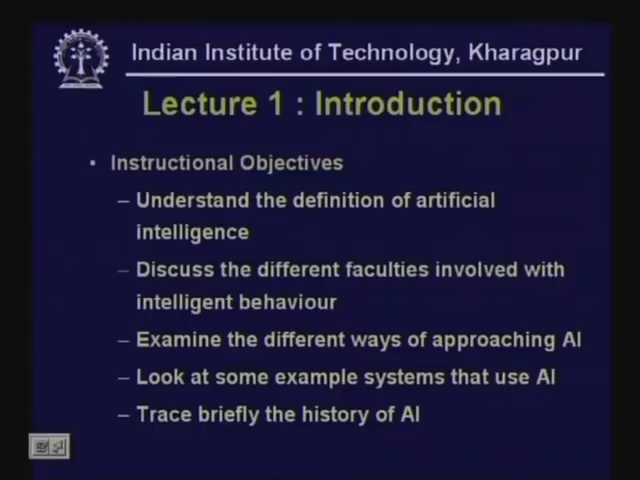 Indian Institute of Technology, Kharagpur
Lecture 1 : Introduction
• Instructional Objectives
– Understand the definition of artificial
intelligence
– Discuss the different faculties involved with
intelligent behaviour
– Examine the different ways of approaching AI
– Look at some example systems that use AI
– Trace briefly the history of AI